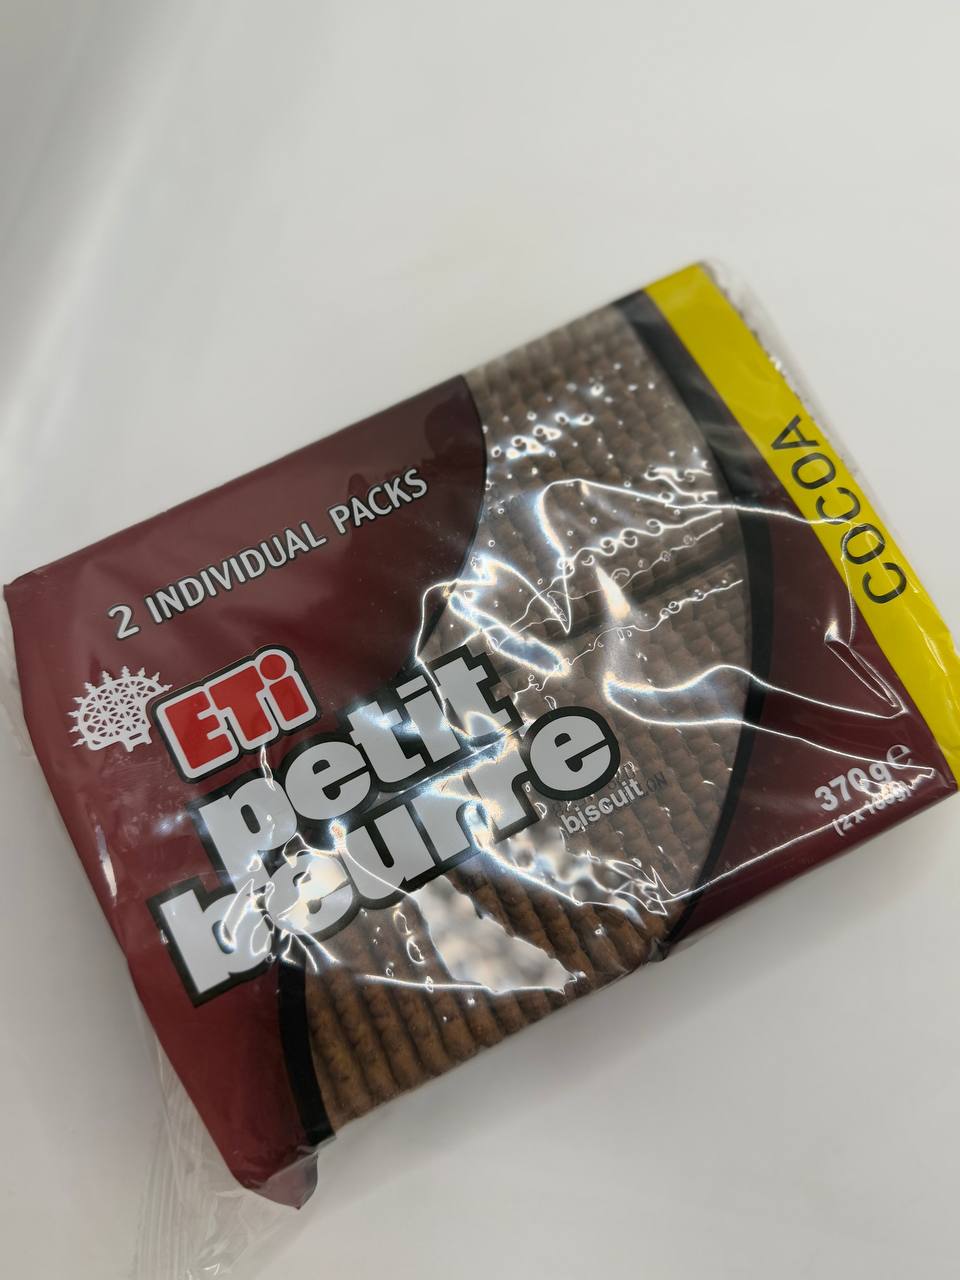 2 INDIVIDUAL PACKS
ETi
petit
beurre
biscuit
COCOA
370g e